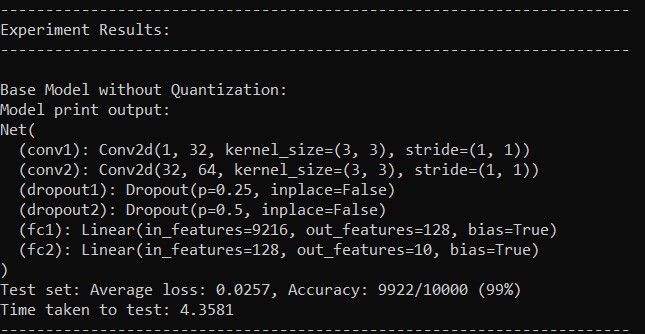 ---------------------------------------------------------------------
Experiment Results:
---------------------------------------------------------------------
Base Model without Quantization:
Model print output:
Net(
  (conv1): Conv2d(1, 32, kernel_size=(3, 3), stride=(1, 1))
  (conv2): Conv2d(32, 64, kernel_size=(3, 3), stride=(1, 1))
  (dropout1): Dropout(p=0.25, inplace=False)
  (dropout2): Dropout(p=0.5, inplace=False)
  (fc1): Linear(in_features=9216, out_features=128, bias=True)
  (fc2): Linear(in_features=128, out_features=10, bias=True)
)
Test set: Average loss: 0.0257, Accuracy: 9922/10000 (99%)
Time taken to test: 4.3581
---------------------------------------------------------------------